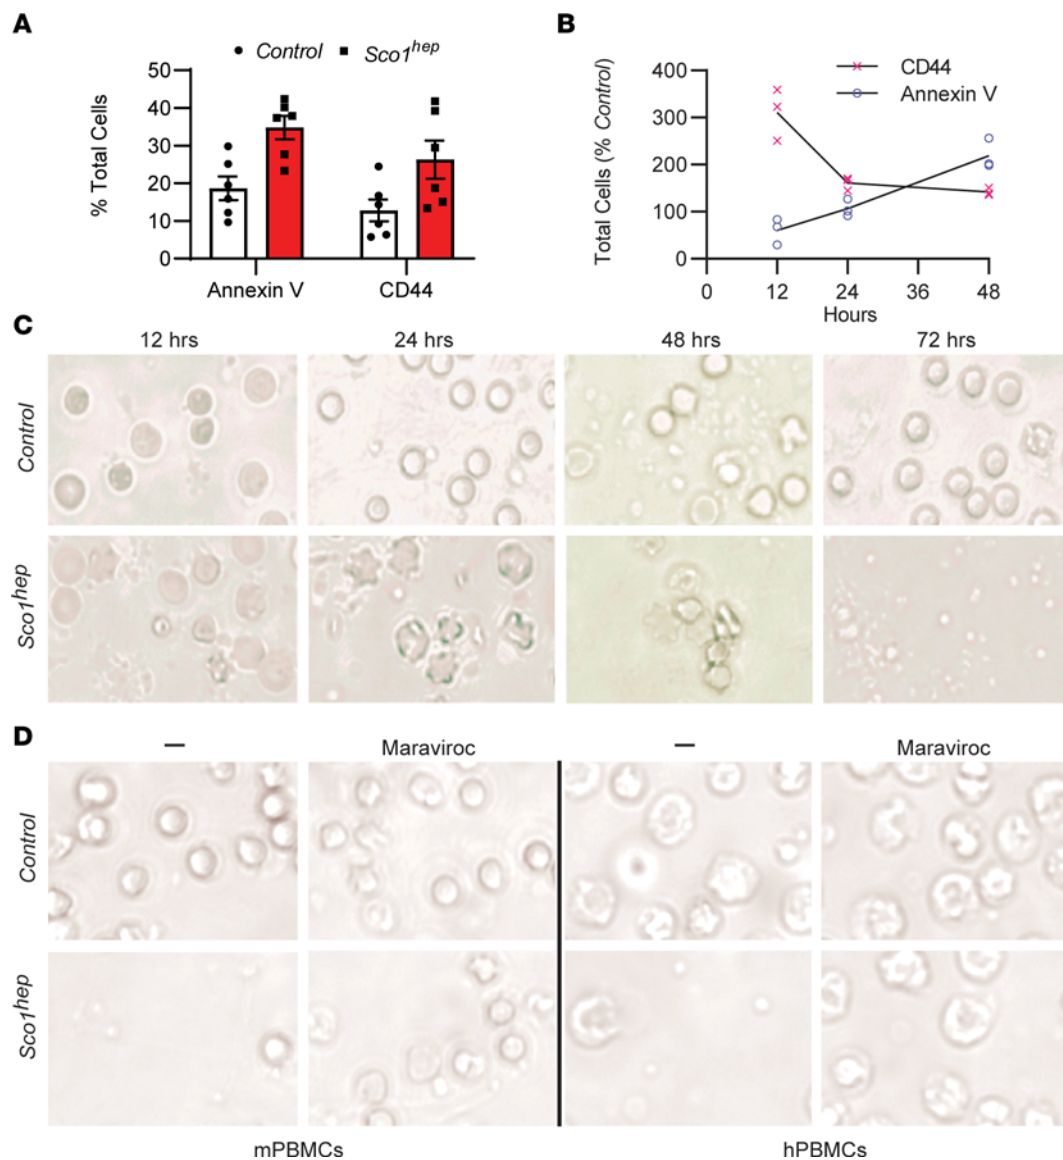 A
● Control ■ Sco1hep
% Total Cells
50
40
30
20
10
0
Annexin V
CD44
B
Total Cells (% Control)
400
300
200
100
0
CD44
Annexin V
0 12 24 36 48
Hours
C
12 hrs 24 hrs 48 hrs 72 hrs
Control
Sco1hep
D
– Maraviroc – Maraviroc
Control
Sco1hep
mPBMCs hPBMCs